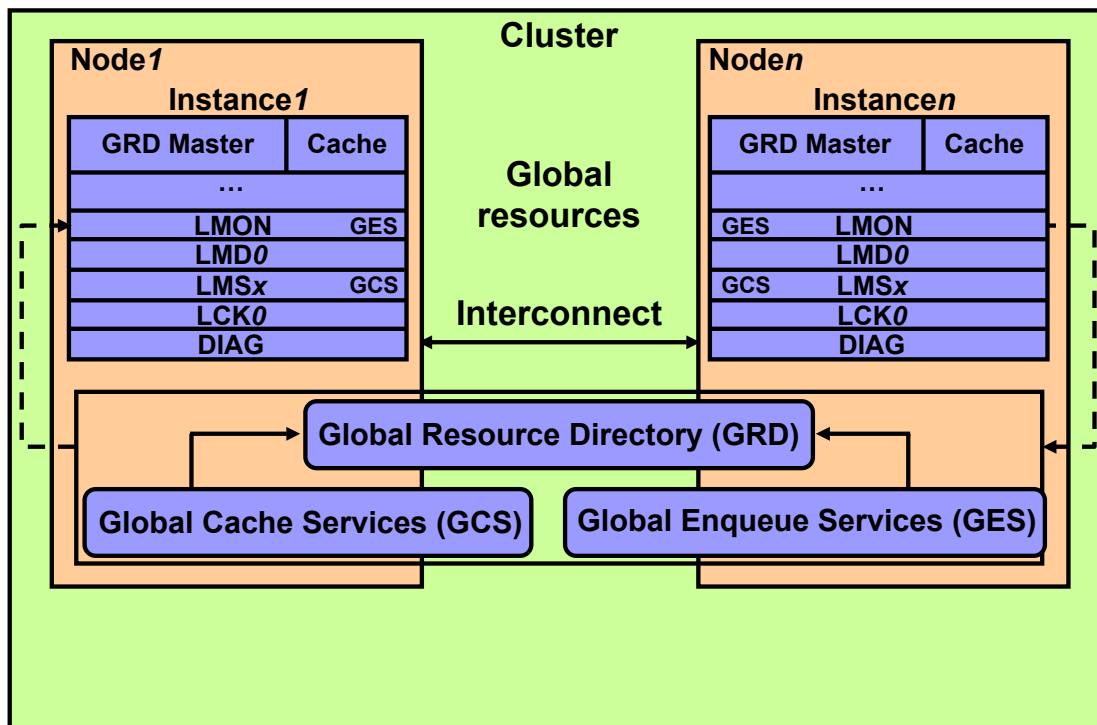 Cluster
Node1
Instance1
GRD Master Cache
...
LMON GES
LMD0
LMSx GCS
LCK0
DIAG
Global
resources
Interconnect
Noden
Instancen
GRD Master Cache
...
GES LMON
LMD0
GCS LMSx
LCK0
DIAG
Global Resource Directory (GRD)
Global Cache Services (GCS)
Global Enqueue Services (GES)